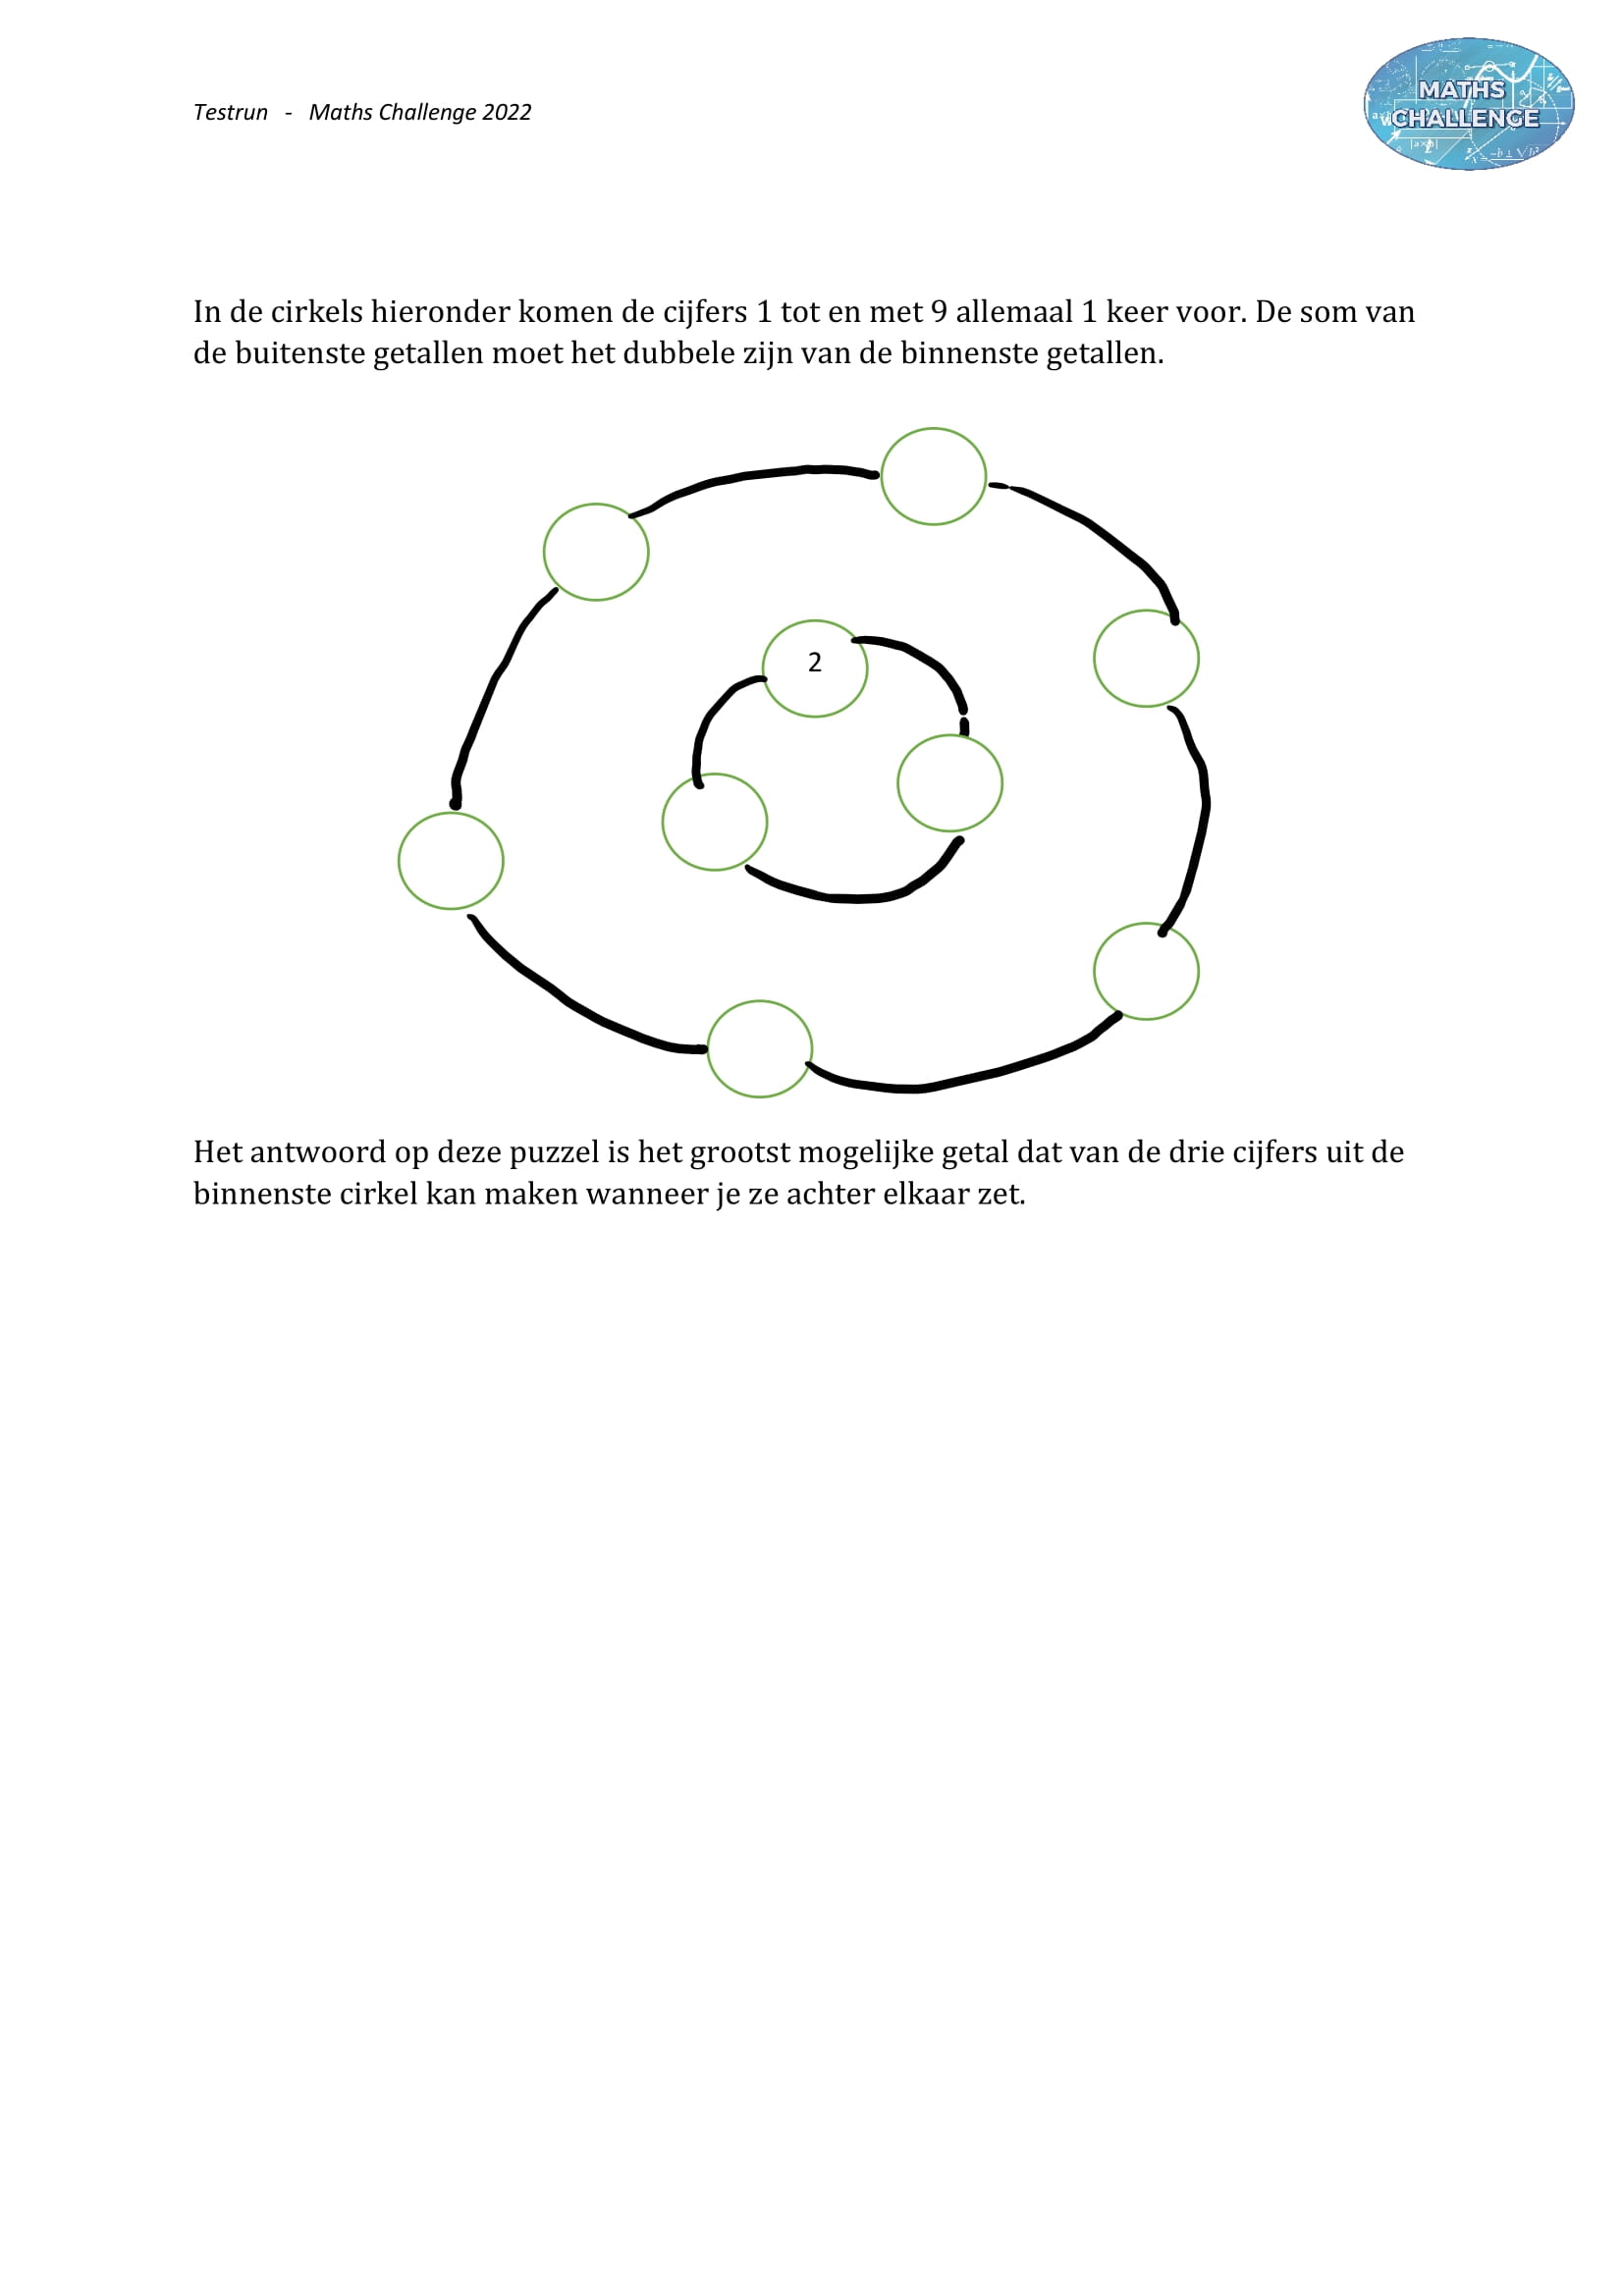 Testrun - Maths Challenge 2022
MATHS
CHALLENGE
In de cirkels hieronder komen de cijfers 1 tot en met 9 allemaal 1 keer voor. De som van
de buitenste getallen moet het dubbele zijn van de binnenste getallen.
2
Het antwoord op deze puzzel is het grootst mogelijke getal dat van de drie cijfers uit de
binnenste cirkel kan maken wanneer je ze achter elkaar zet.